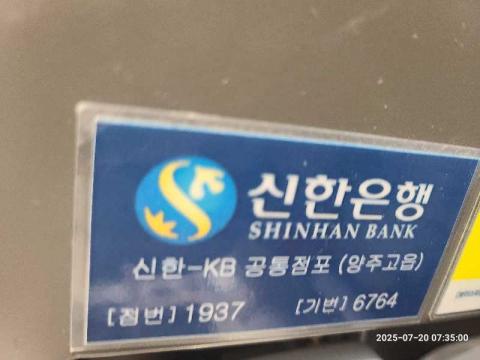 신한은행
SHINHAN BANK
신한-KB 공통점포 (양주고읍)
[점번] 1937 [기번] 6764
2025-07-20 07:35:00